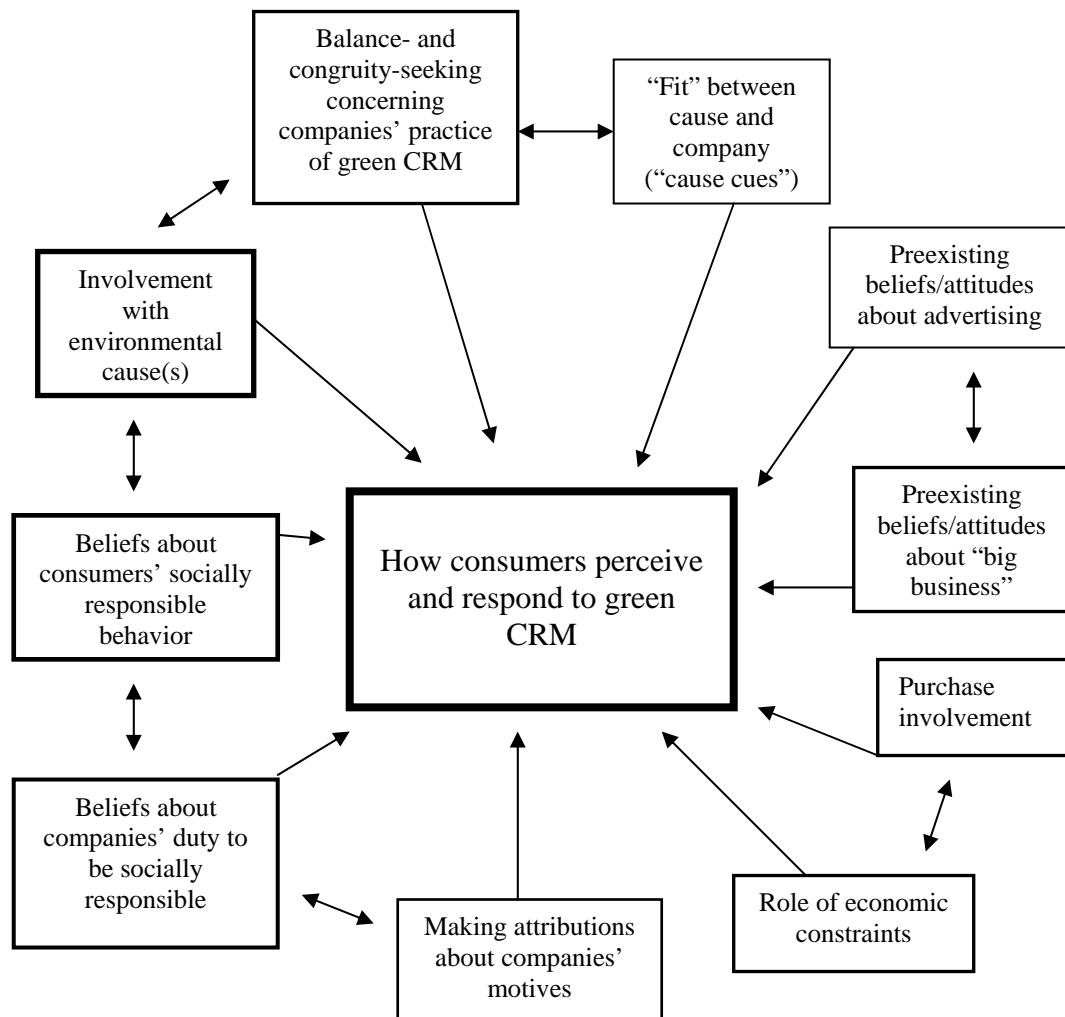 Balance- and
congruity-seeking
concerning
companies’ practice
of green CRM
“Fit” between
cause and
company
(“cause cues”)
Preexisting
beliefs/attitudes
about advertising
Involvement
with
environmental
cause(s)
How consumers perceive
and respond to green
CRM
Preexisting
beliefs/attitudes
about “big
business”
Beliefs about
consumers’ socially
responsible
behavior
Purchase
involvement
Beliefs about
companies’ duty to
be socially
responsible
Making attributions
about companies’
motives
Role of economic
constraints